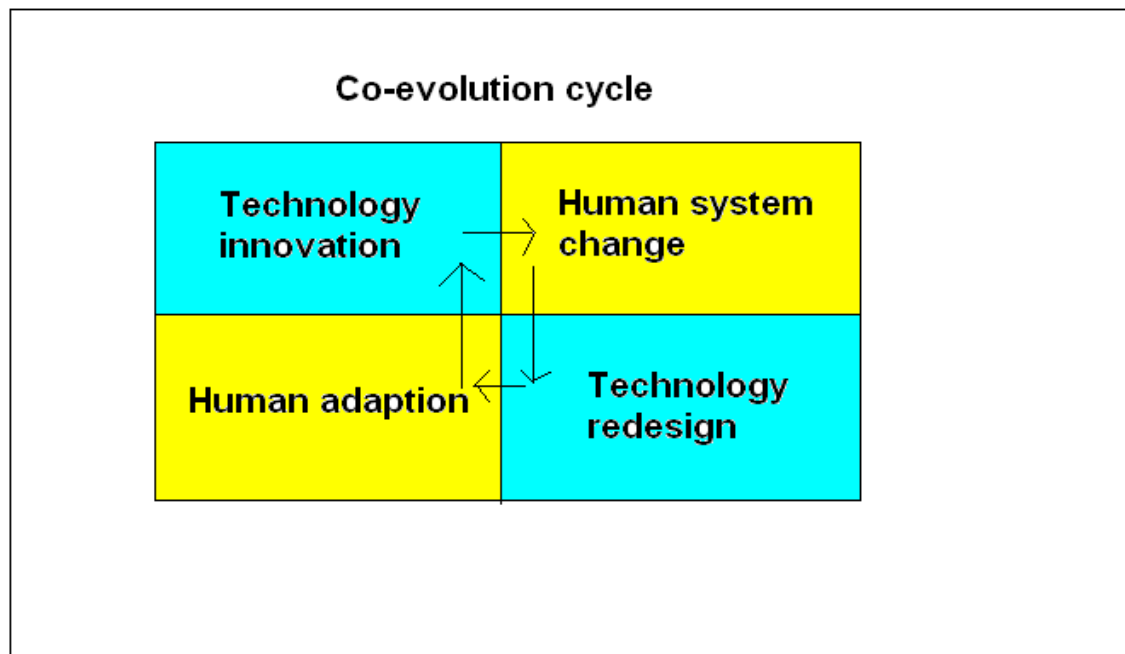 Co-evolution cycle
Technology
innovation
Human system
change
Human adaption
Technology
redesign